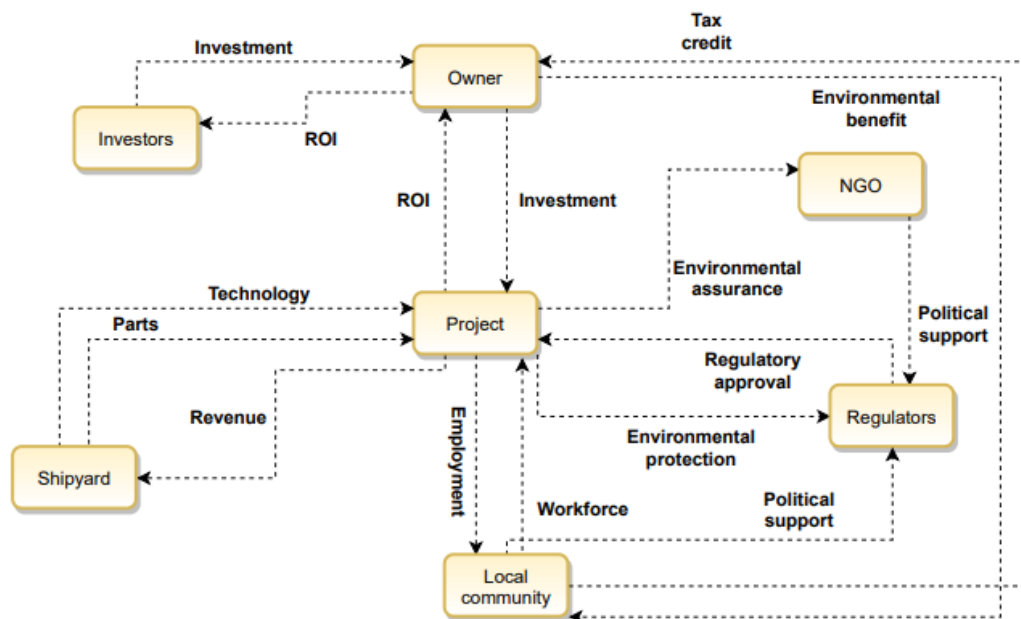 Tax
credit
Investment
Owner
Environmental
benefit
Investors
ROI
NGO
ROI
Investment
Environmental
assurance
Technology
Project
Political
support
Parts
Regulatory
approval
Regulators
Revenue
Employment
Environmental
protection
Shipyard
Workforce
Political
support
Local
community